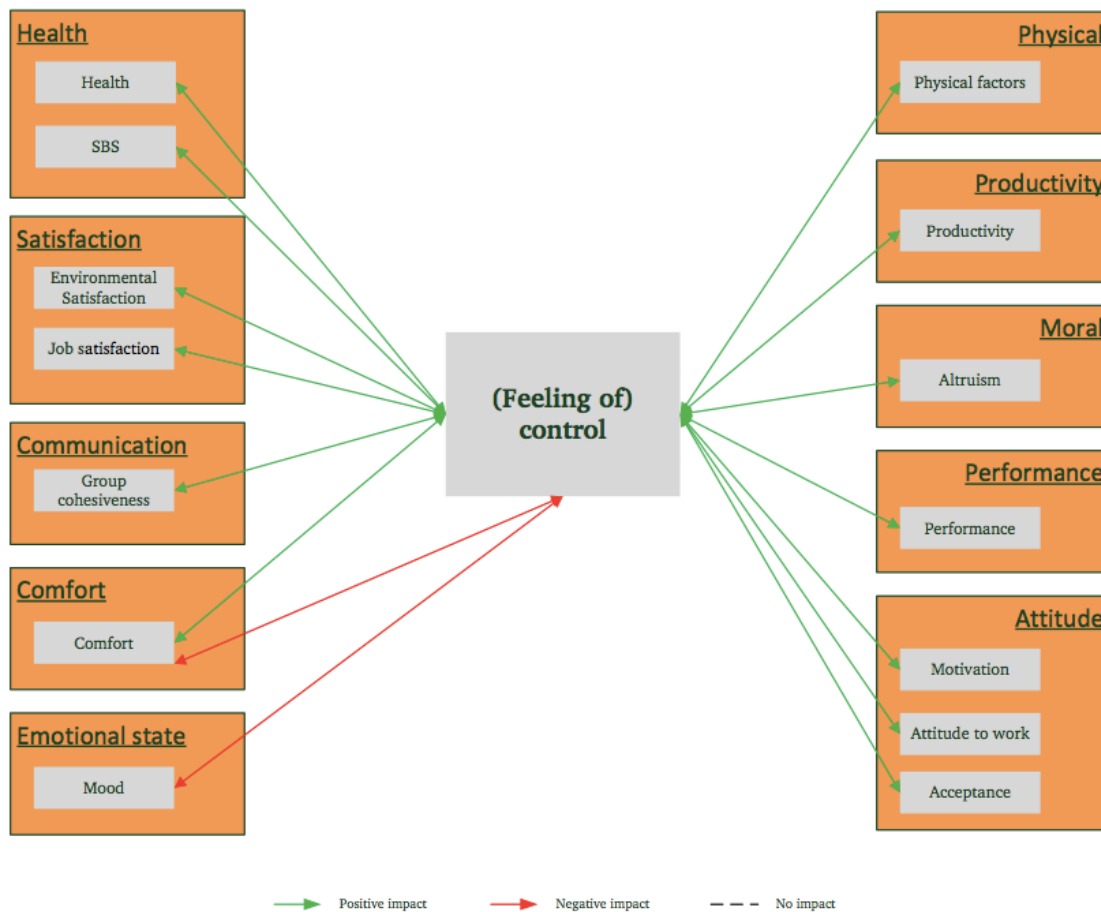 Health
Health
SBS
Satisfaction
Environmental
Satisfaction
Job satisfaction
Communication
Group
cohesiveness
Comfort
Comfort
Emotional state
Mood
(Feeling of)
control
Physical
Physical factors
Productivity
Productivity
Moral
Altruism
Performance
Performance
Attitude
Motivation
Attitude to work
Acceptance
Positive impact
Negative impact
No impact